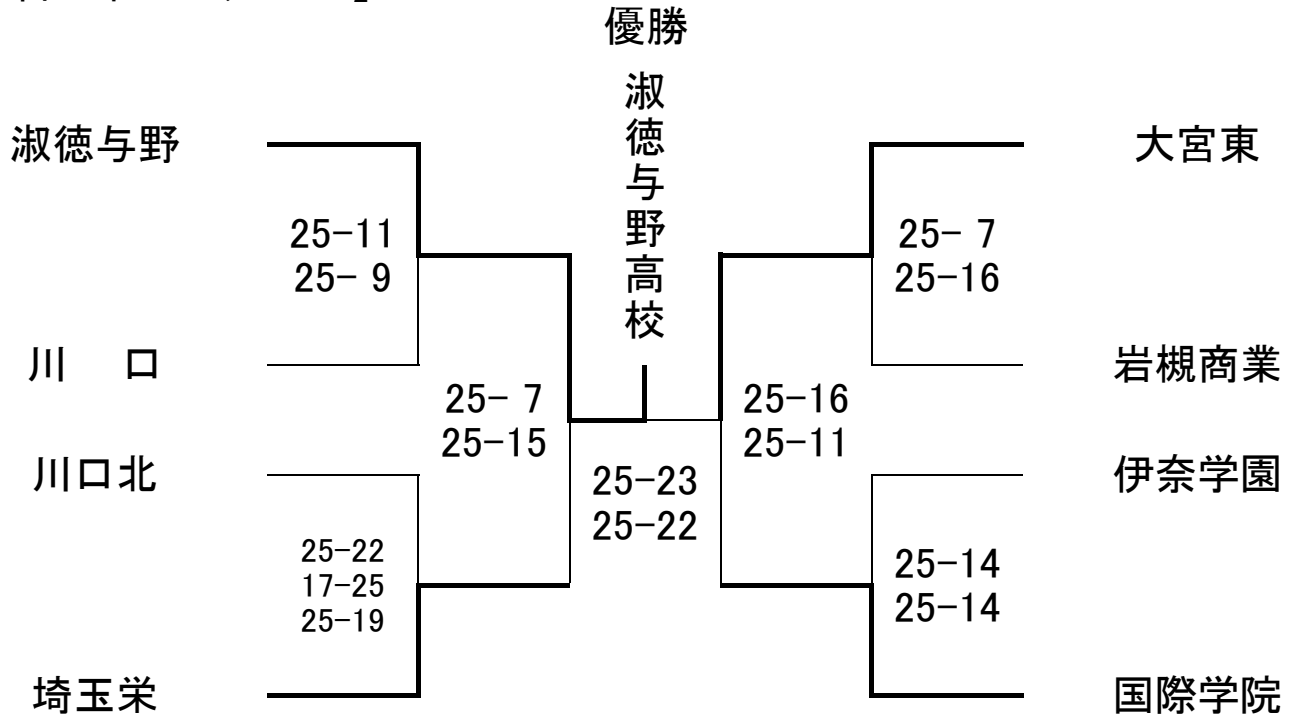 優勝
淑徳与野高校
淑徳与野
大宮東
25-11
25- 9
25- 7
25-16
川 口
岩槻商業
25- 7
25-15
25-16
25-11
川口北
伊奈学園
25-23
25-22
25-22
17-25
25-19
25-14
25-14
埼玉栄
国際学院